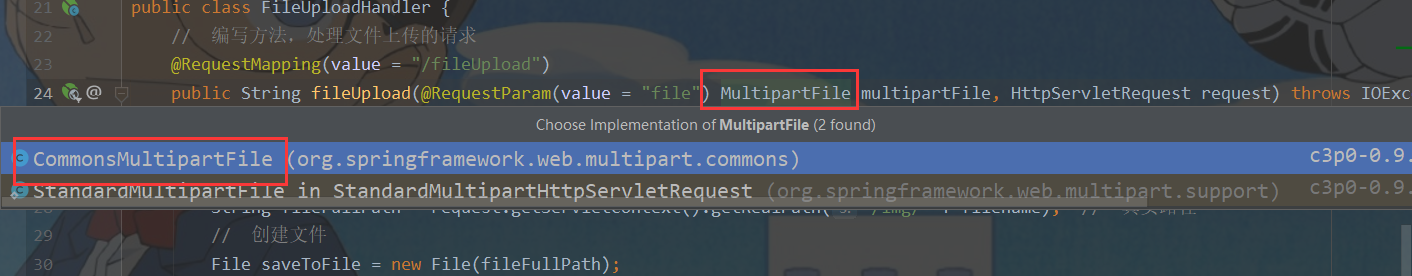 21 public class FileUploadHandler {
22 // 编写方法，处理文件上传的请求
23 @RequestMapping(value = "/fileUpload")
24 @ public String fileUpload(@RequestParam(value = "file") MultipartFile multipartFile, HttpServletRequest request) throws IOExc
Choose Implementation of MultipartFile (2 found)
C CommonsMultipartFile (org.springframework.web.multipart.commons) c3p0-0.9.
C StandardMultipartFile in StandardMultipartHttpServletRequest (org.springframework.web.multipart.support) c3p0-0.9.
29 // 创建文件
30 File saveToFile = new File(fileFullPath);